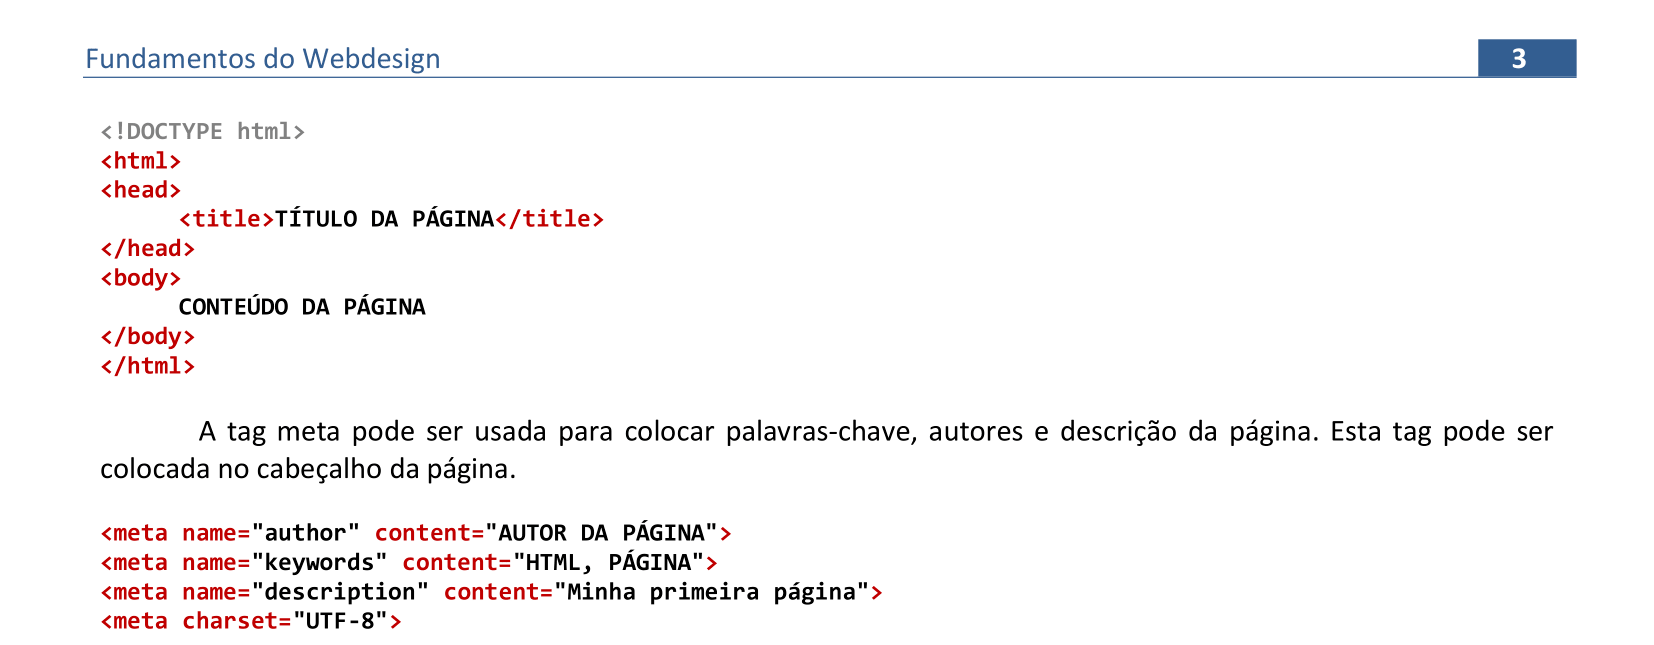 Fundamentos do Webdesign 3
<!DOCTYPE html>
<html>
<head>
<title>TÍTULO DA PÁGINA</title>
</head>
<body>
CONTEÚDO DA PÁGINA
</body>
</html>
A tag meta pode ser usada para colocar palavras-chave, autores e descrição da página. Esta tag pode ser
colocada no cabeçalho da página.
<meta name="author" content="AUTOR DA PÁGINA">
<meta name="keywords" content="HTML, PÁGINA">
<meta name="description" content="Minha primeira página">
<meta charset="UTF-8">